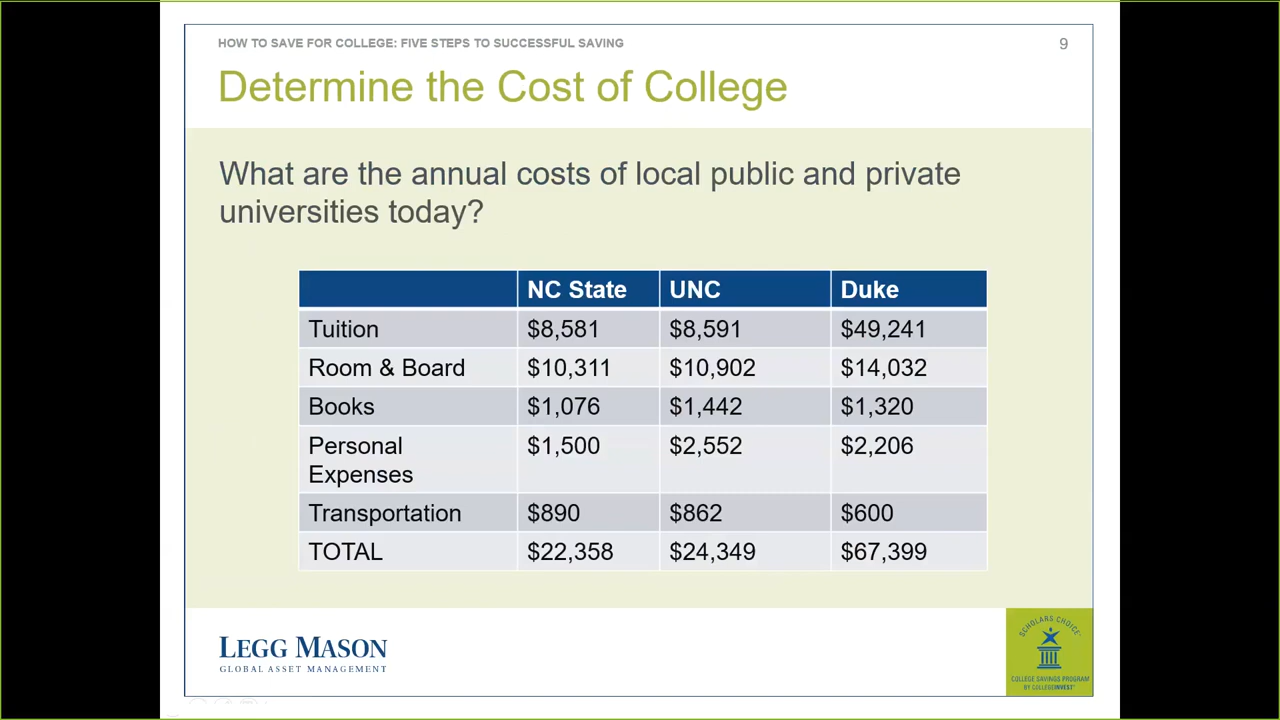 HOW TO SAVE FOR COLLEGE: FIVE STEPS TO SUCCESSFUL SAVING
9
Determine the Cost of College
What are the annual costs of local public and private
universities today?
NC State UNC Duke
Tuition $8,581 $8,591 $49,241
Room & Board $10,311 $10,902 $14,032
Books $1,076 $1,442 $1,320
Personal Expenses $1,500 $2,552 $2,206
Transportation $890 $862 $600
TOTAL $22,358 $24,349 $67,399
LEGG MASON
GLOBAL ASSET MANAGEMENT
SCHOLARS CHOICE
COLLEGE SAVINGS PROGRAM
BY COLLEGEINVEST